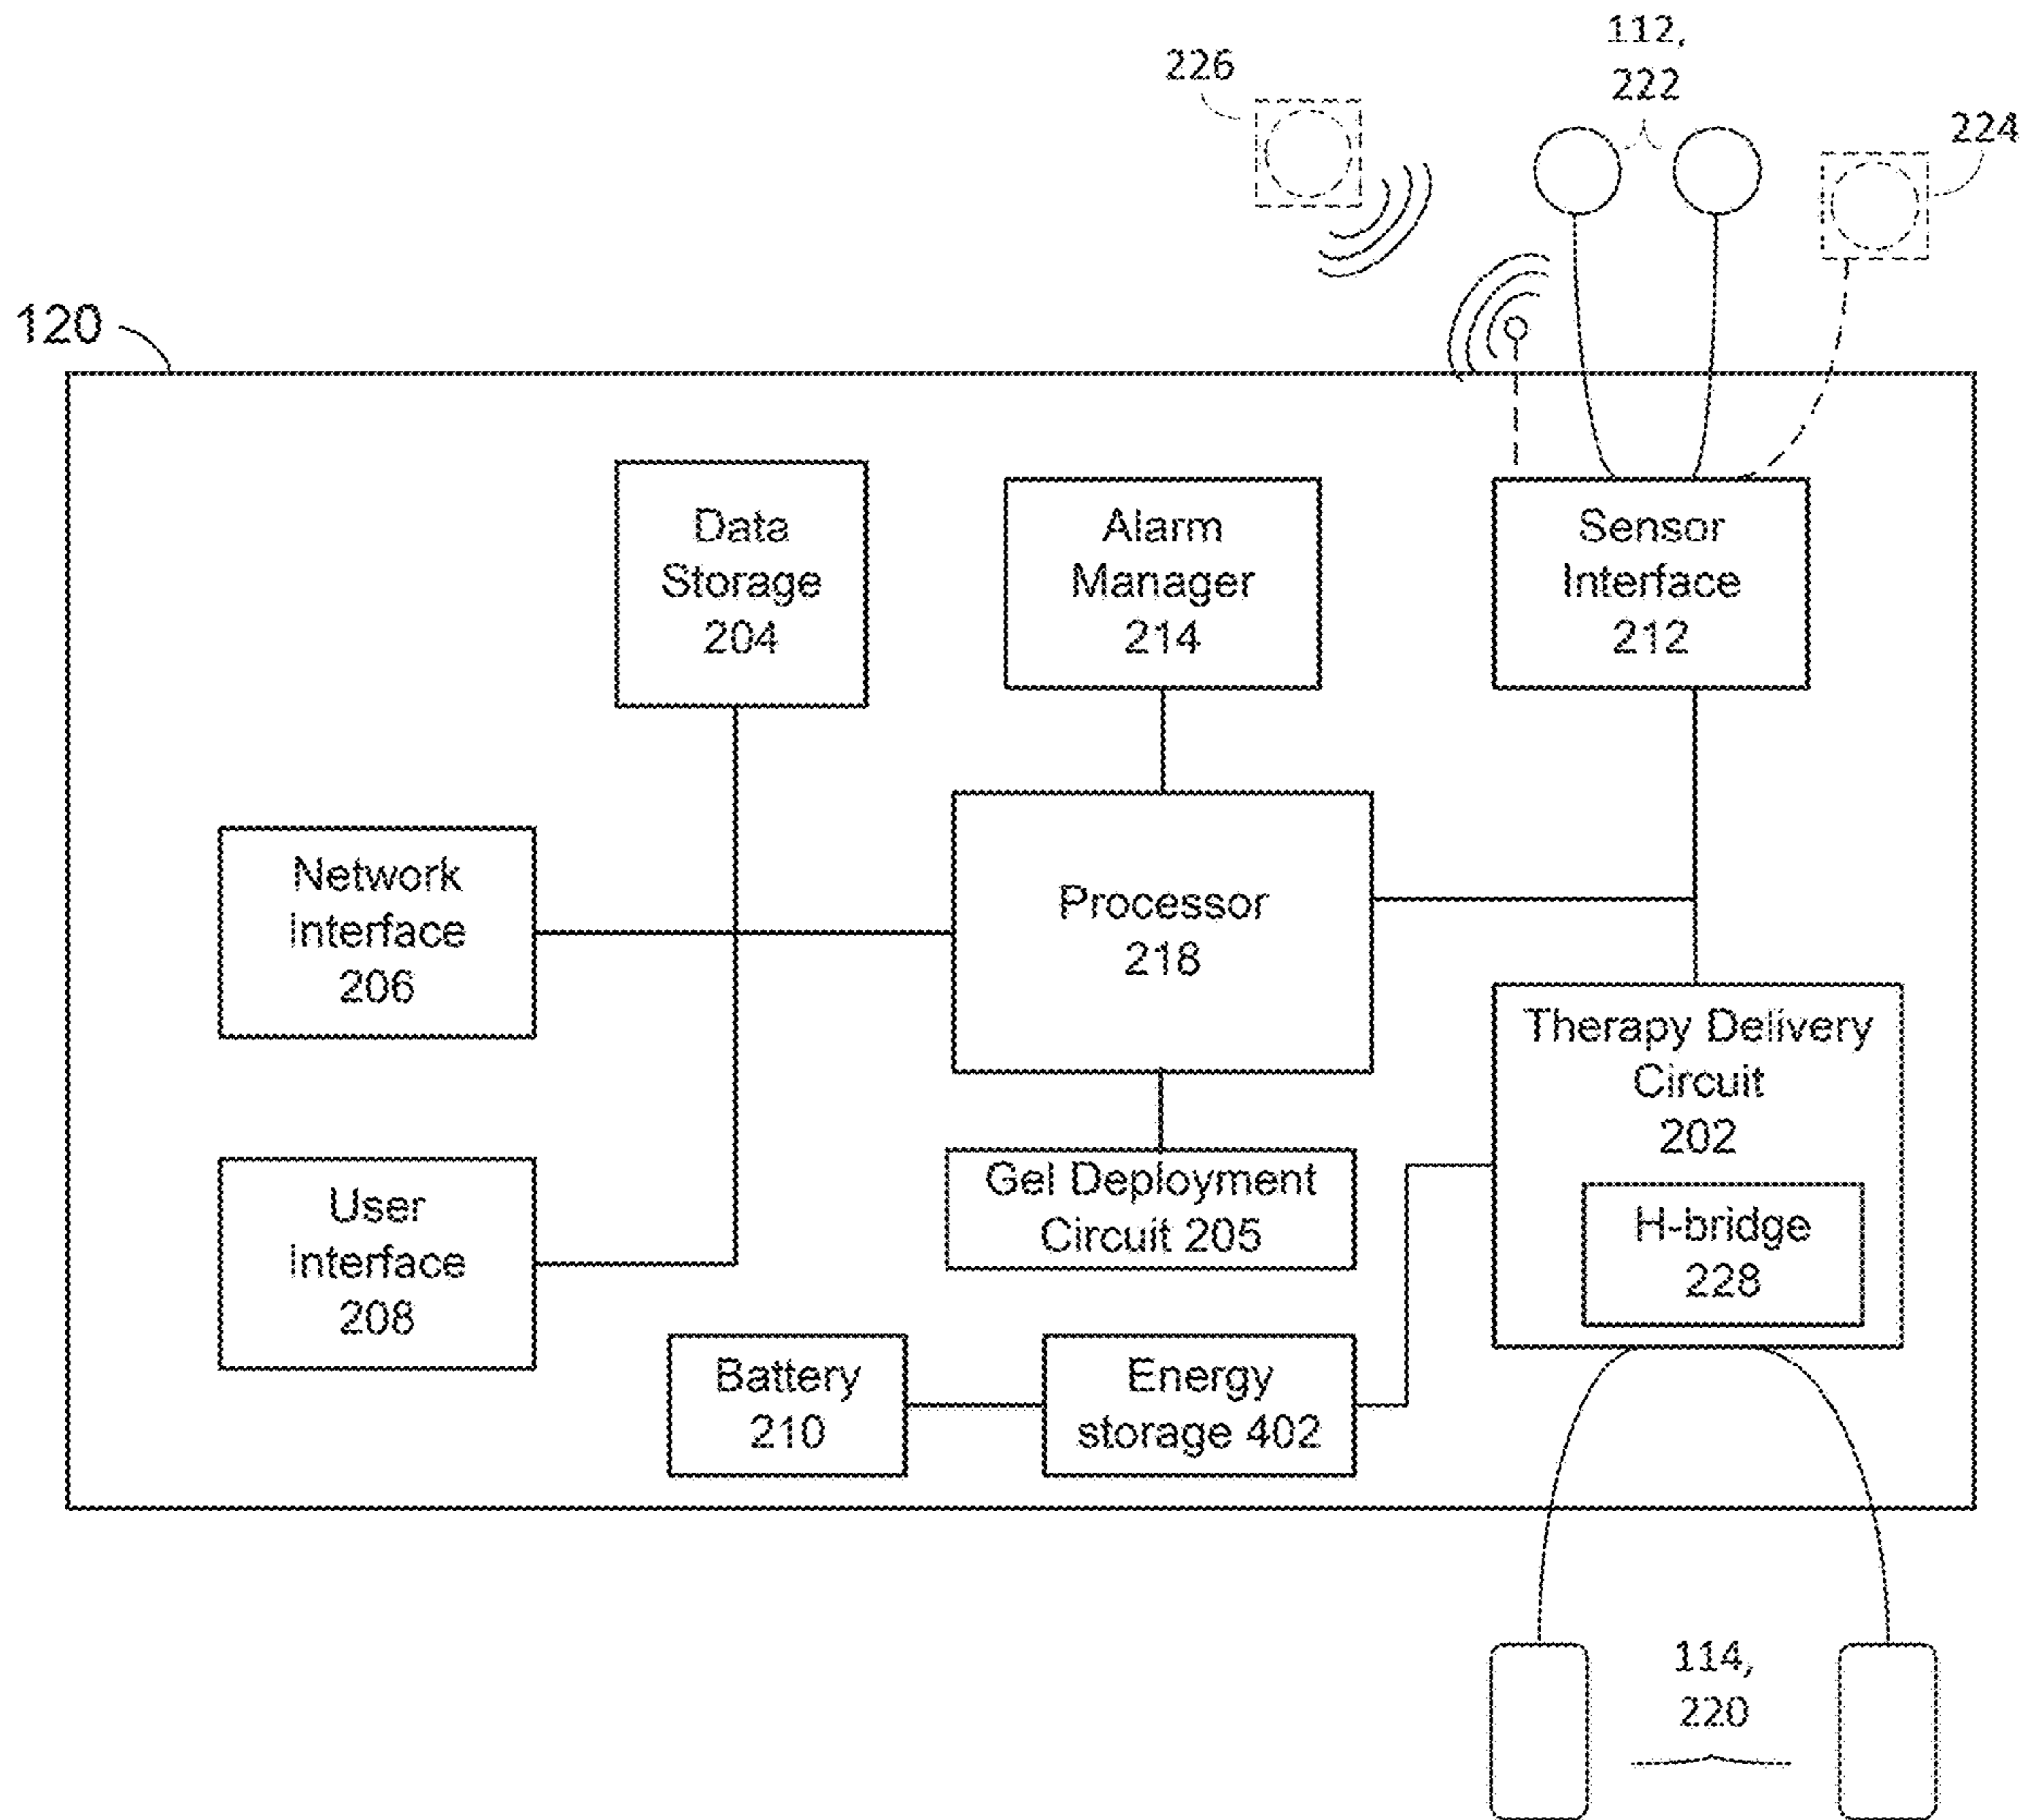 112,
222
226
224
120
Data
Storage
204
Alarm
Manager
214
Sensor
Interface
212
Network
Interface
206
Processor
218
Therapy Delivery
Circuit
202
H-bridge
228
Gel Deployment
Circuit 205
User
Interface
208
Battery
210
Energy
storage 402
114,
220